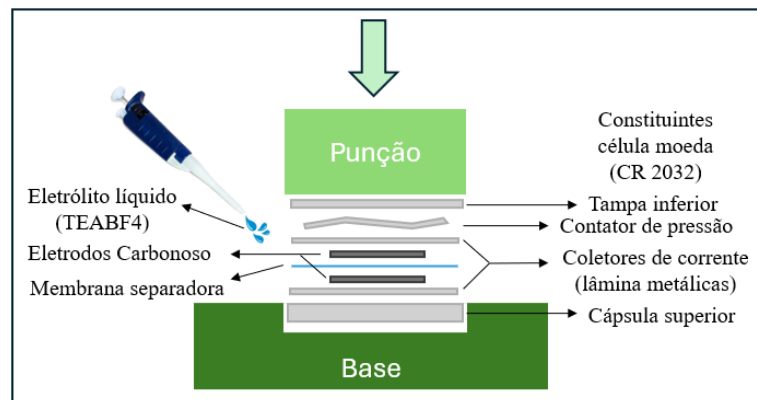 Punção
Constituintes
célula moeda
(CR 2032)
Eletrólito líquido
(TEABF4)
Eletrodos Carbonoso
Membrana separadora
Tampa inferior
Contator de pressão
Coletores de corrente
(lâmina metálicas)
Cápsula superior
Base